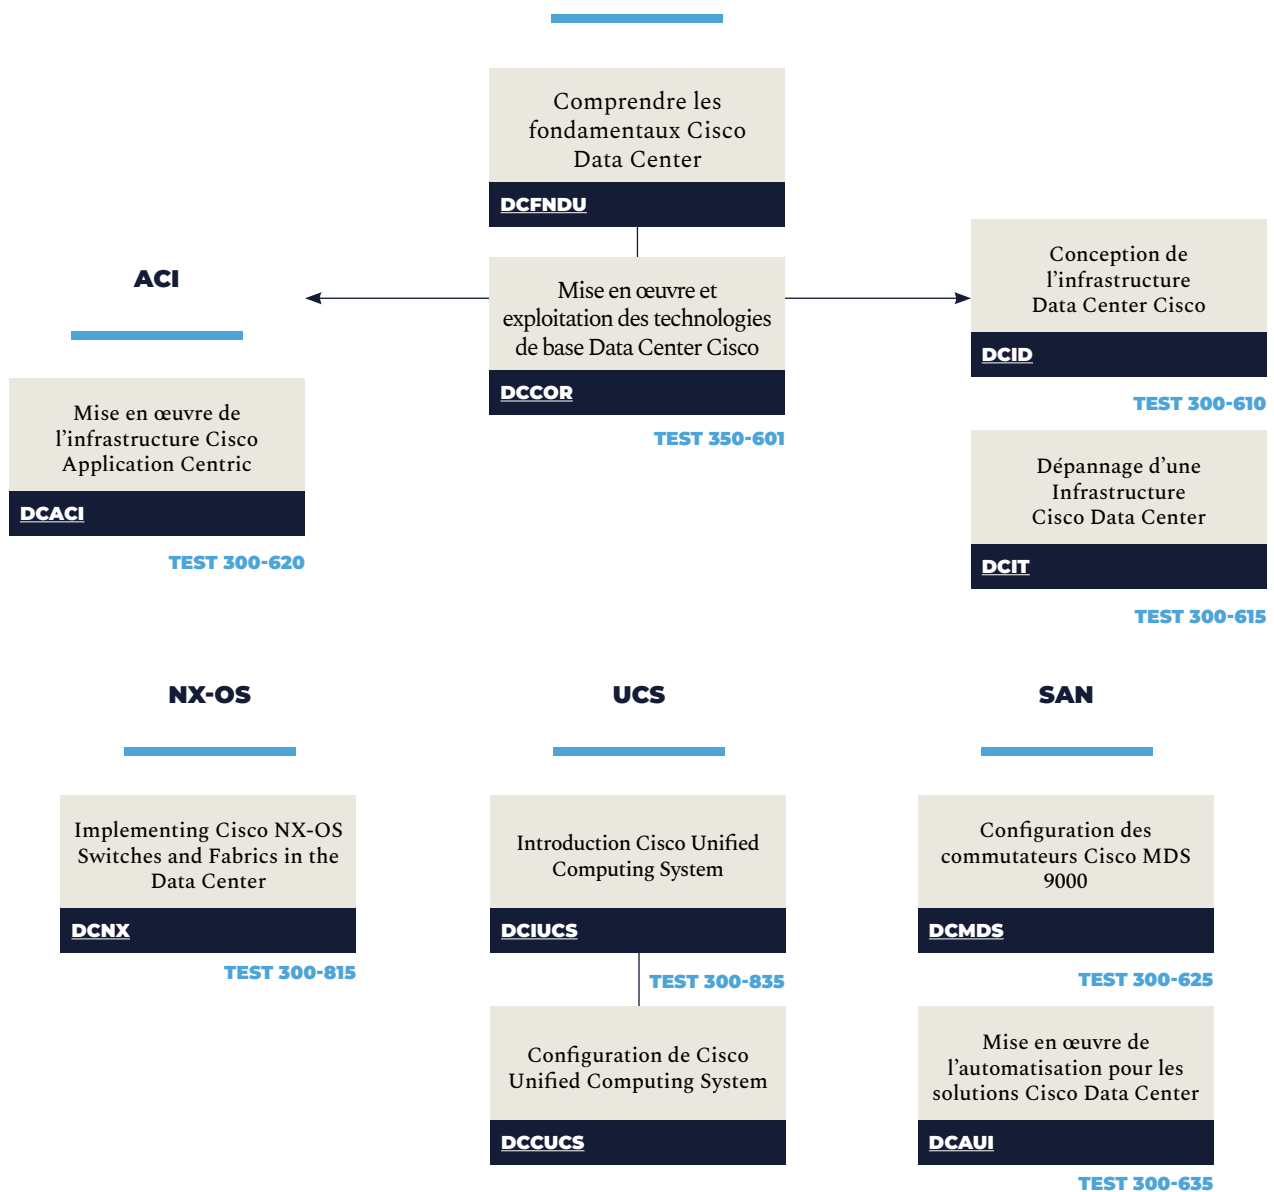 Comprendre les
fondamentaux Cisco
Data Center
DCFNDU
ACI
Mise en œuvre de
l’infrastructure Cisco
Application Centric
DCACI
TEST 300-620
Mise en œuvre et
exploitation des technologies
de base Data Center Cisco
DCCOR
TEST 350-601
Conception de
l’infrastructure
Data Center Cisco
DCID
TEST 300-610
Dépannage d’une
Infrastructure
Cisco Data Center
DCIT
TEST 300-615
NX-OS
Implementing Cisco NX-OS
Switches and Fabrics in the
Data Center
DCNX
TEST 300-815
UCS
Introduction Cisco Unified
Computing System
DCIUCS
TEST 300-835
Configuration de Cisco
Unified Computing System
DCCUCS
SAN
Configuration des
commutateurs Cisco MDS
9000
DCMDS
TEST 300-625
Mise en œuvre de
l’automatisation pour les
solutions Cisco Data Center
DCAUI
TEST 300-635